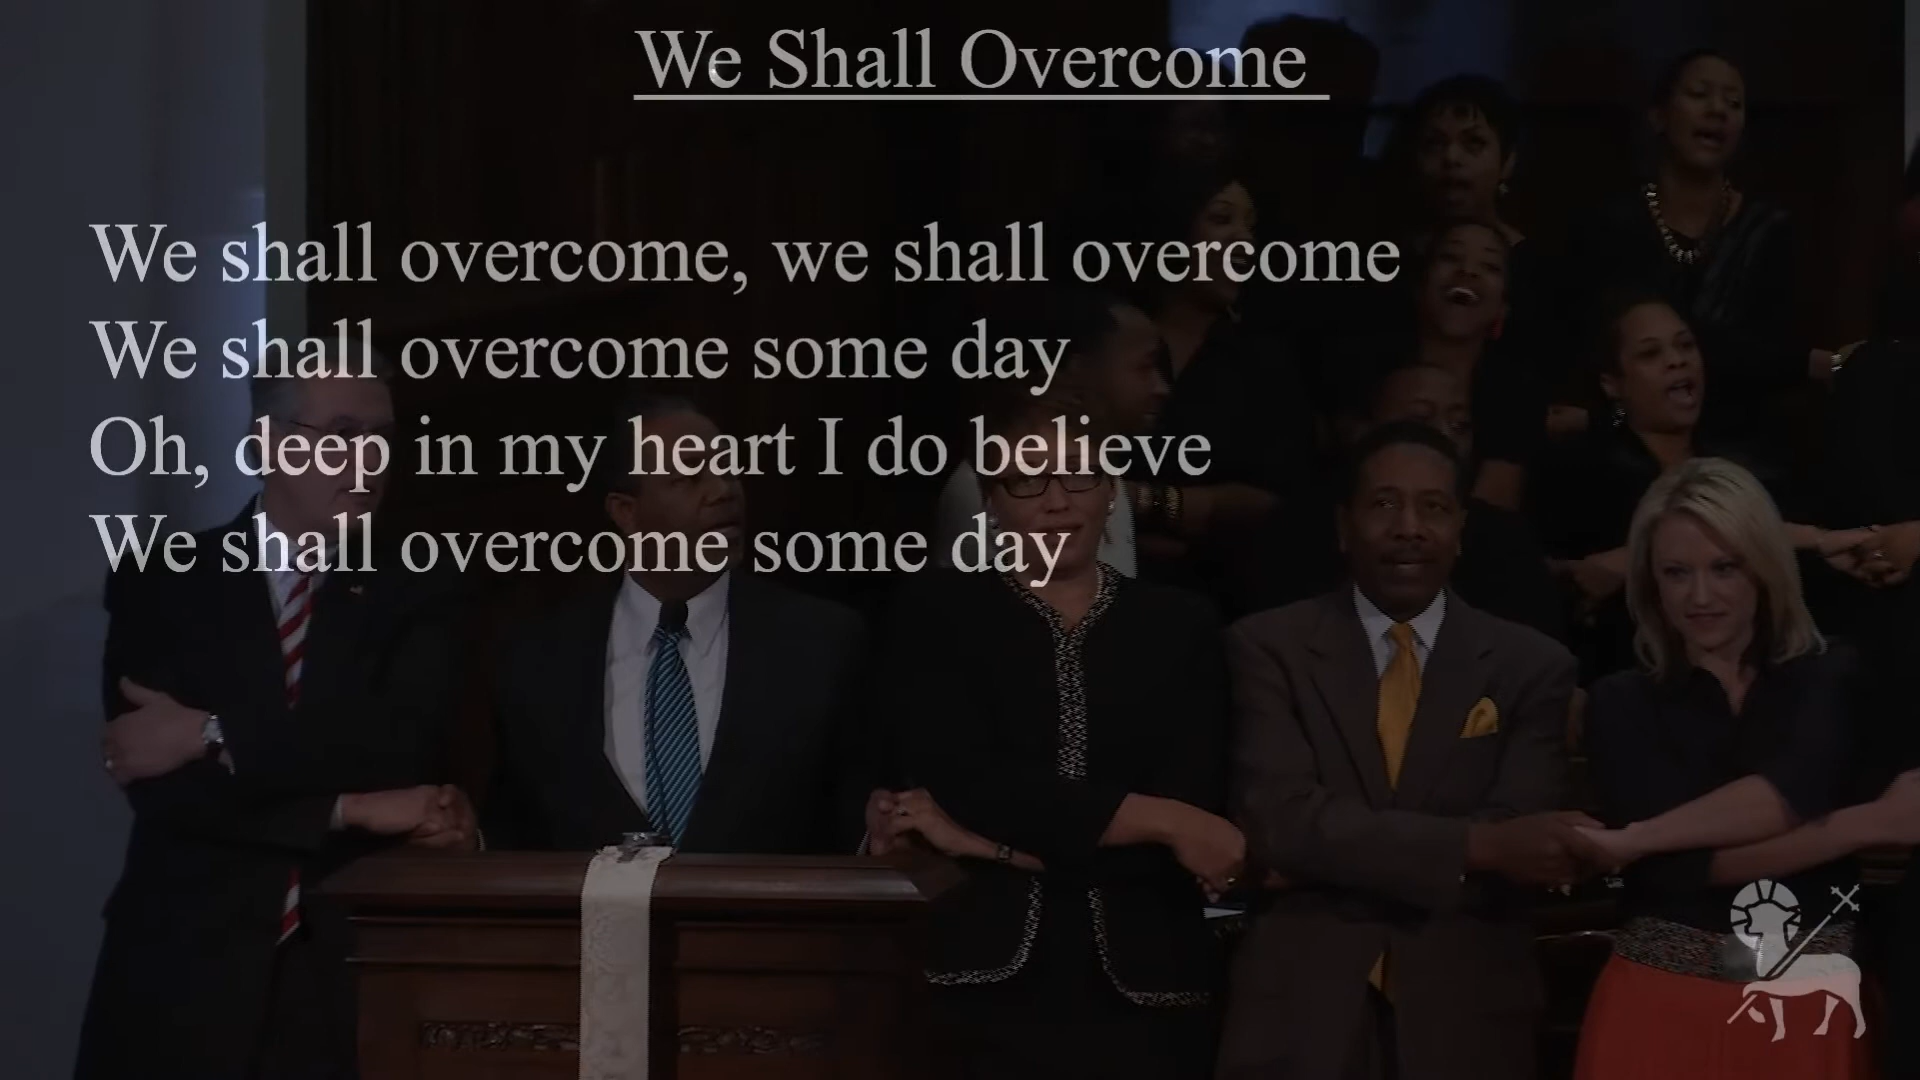 We Shall Overcome
We shall overcome, we shall overcome
We shall overcome some day
Oh, deep in my heart I do believe
We shall overcome some day